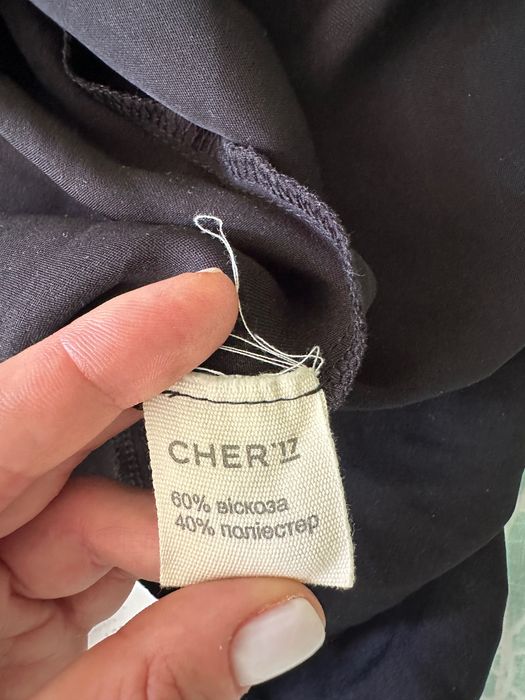 CHER'17
60% віскоза
40% поліестер